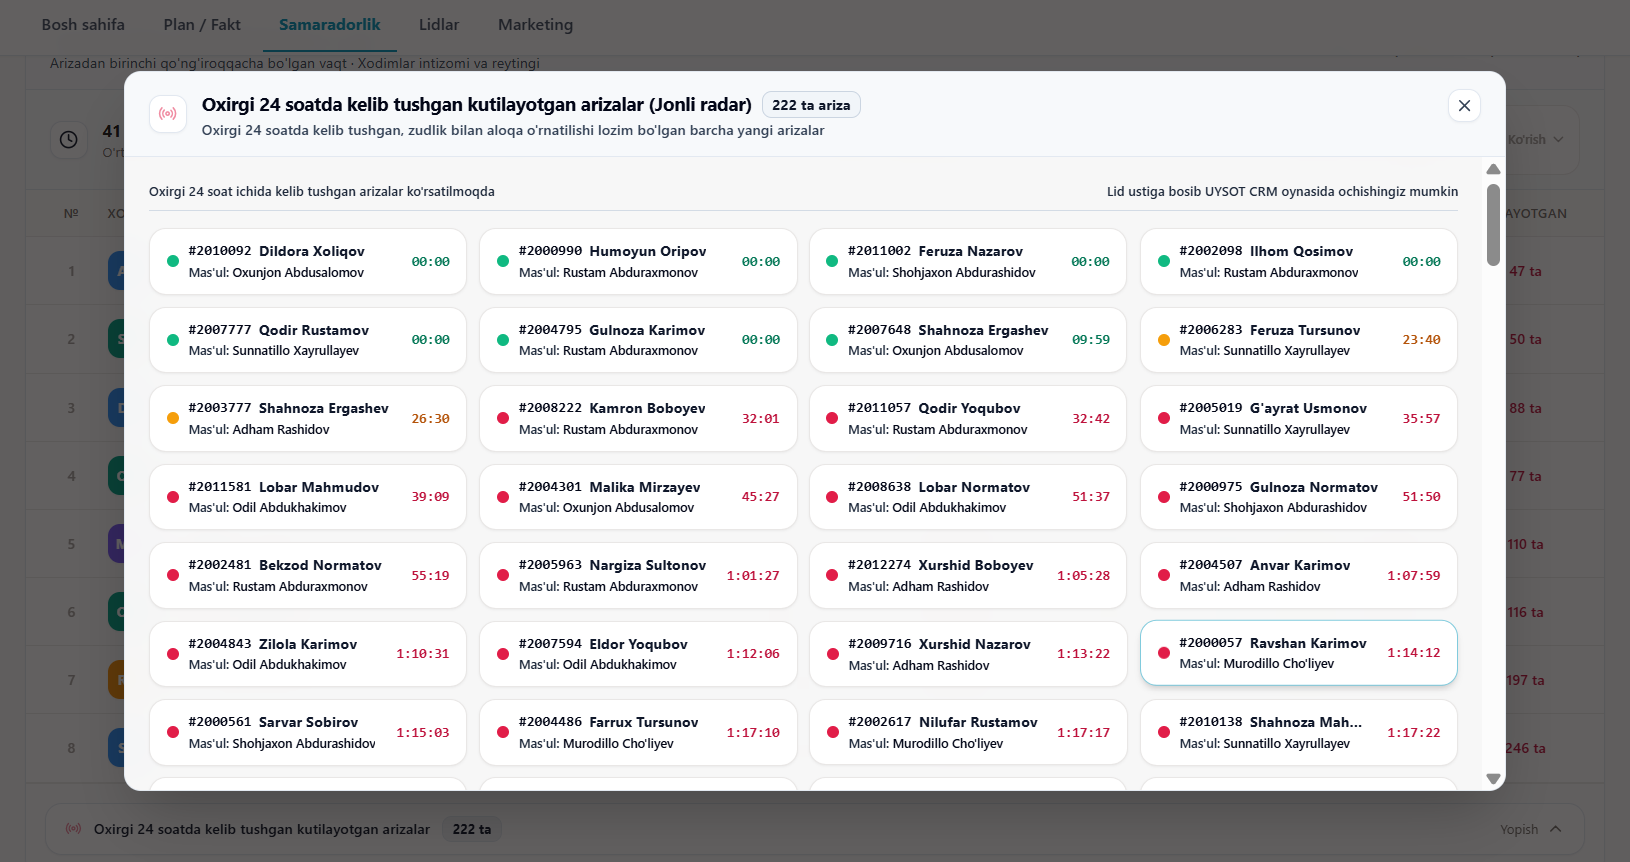 Bosh sahifa
Plan / Fakt
Samaradorlik
Lidlar
Marketing
Arizadan birinchi qo'ng'iroqqacha bo'lgan vaqt · Xodimlar intizomi va reytingi
Oxirgi 24 soatda kelib tushgan kutilayotgan arizalar (Jonli radar)
222 ta ariza
Oxirgi 24 soatda kelib tushgan, zudlik bilan aloqa o'rnatilishi lozim bo'lgan barcha yangi arizalar
41
Ko'rish
Oxirgi 24 soat ichida kelib tushgan arizalar ko'rsatilmoqda
Lid ustiga bosib UYSOT CRM oynasida ochishingiz mumkin
№
#2010092 Dildora Xoliqov
Mas'ul: Oxunjon Abdusalomov
00:00
#2000990 Humoyun Oripov
Mas'ul: Rustam Abduraxmonov
00:00
#2011002 Feruza Nazarov
Mas'ul: Shohjaxon Abdurashidov
00:00
#2002098 Ilhom Qosimov
Mas'ul: Rustam Abduraxmonov
00:00
1
47 ta
#2007777 Qodir Rustamov
Mas'ul: Sunnatillo Xayrullayev
00:00
#2004795 Gulnoza Karimov
Mas'ul: Rustam Abduraxmonov
00:00
#2007648 Shahnoza Ergashev
Mas'ul: Oxunjon Abdusalomov
09:59
#2006283 Feruza Tursunov
Mas'ul: Sunnatillo Xayrullayev
23:40
2
50 ta
#2003777 Shahnoza Ergashev
Mas'ul: Adham Rashidov
26:30
#2008222 Kamron Boboyev
Mas'ul: Rustam Abduraxmonov
32:01
#2011057 Qodir Yoqubov
Mas'ul: Rustam Abduraxmonov
32:42
#2005019 G'ayrat Usmonov
Mas'ul: Sunnatillo Xayrullayev
35:57
3
88 ta
#2011581 Lobar Mahmudov
Mas'ul: Odil Abdukhakimov
39:09
#2004301 Malika Mirzayev
Mas'ul: Oxunjon Abdusalomov
45:27
#2008638 Lobar Normatov
Mas'ul: Odil Abdukhakimov
51:37
#2000975 Gulnoza Normatov
Mas'ul: Shohjaxon Abdurashidov
51:50
4
77 ta
#2002481 Bekzod Normatov
Mas'ul: Rustam Abduraxmonov
55:19
#2005963 Nargiza Sultonov
Mas'ul: Rustam Abduraxmonov
1:01:27
#2012274 Xurshid Boboyev
Mas'ul: Adham Rashidov
1:05:28
#2004507 Anvar Karimov
Mas'ul: Adham Rashidov
1:07:59
5
110 ta
6
116 ta
#2004843 Zilola Karimov
Mas'ul: Odil Abdukhakimov
1:10:31
#2007594 Eldor Yoqubov
Mas'ul: Odil Abdukhakimov
1:12:06
#2009716 Xurshid Nazarov
Mas'ul: Adham Rashidov
1:13:22
#2000057 Ravshan Karimov
Mas'ul: Murodillo Cho'liyev
1:14:12
7
197 ta
#2000561 Sarvar Sobirov
Mas'ul: Shohjaxon Abdurashidov
1:15:03
#2004486 Farrux Tursunov
Mas'ul: Murodillo Cho'liyev
1:17:10
#2002617 Nilufar Rustamov
Mas'ul: Murodillo Cho'liyev
1:17:17
#2010138 Shahnoza Mah...
Mas'ul: Sunnatillo Xayrullayev
1:17:22
8
246 ta
Oxirgi 24 soatda kelib tushgan kutilayotgan arizalar
222 ta
Yopish